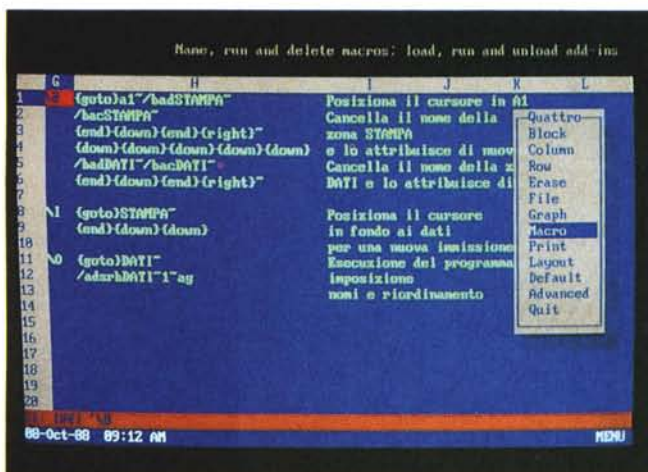 Name, run and delete macros; load, run and unload add-ins
G H I J K L
1 {goto}a1~/badSTAMPA~ Posiziona il cursore in A1
2 /bacSTAMPA~ Cancella il nome della
3 {end}{down}{end}{right}~ zona STAMPA
4 {down}{down}{down}{down}{down} e lo attribuisce di nuov
5 /badDATI~/bacDATI~ Cancella il nome della z
6 {end}{down}{end}{right}~ DATI e lo attribuisce di
7
8 \I {goto}STAMPA~ Posiziona il cursore
9 {end}{down}{down} in fondo ai dati
10 per una nuova immissione
11 \O {goto}DATI~ Esecuzione del programma
12 /adsrbDATI~1~ag imposizione
13 nomi e riordinamento
14
15
16
17
18
19
20
Quattro
Block
Column
Row
Erase
File
Graph
Macro
Print
Layout
Default
Advanced
Quit
08-Oct-88 09:12 AM MENU